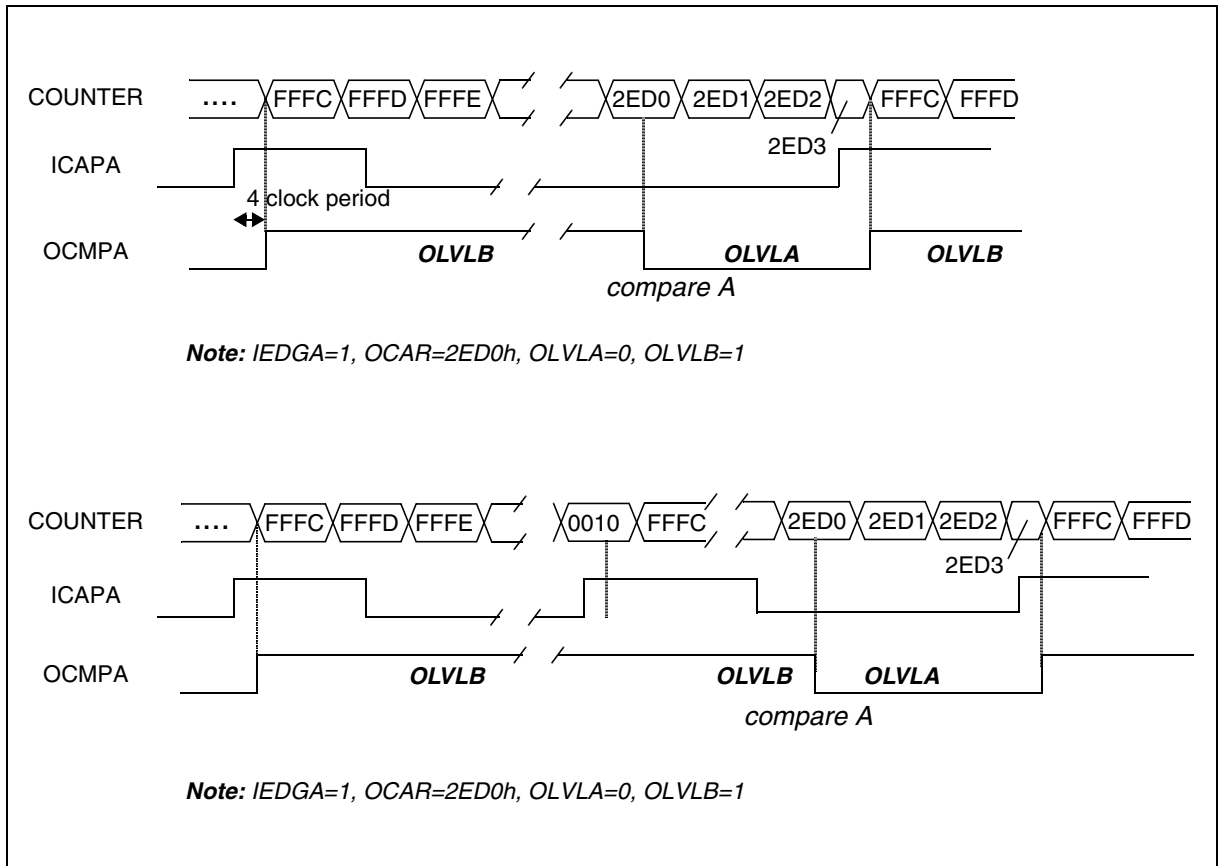 COUNTER .... FFFC FFFD FFFE 2ED0 2ED1 2ED2 FFFC FFFD
2ED3
ICAPA
4 clock period
OCMPA OLVLB OLVLA OLVLB
compare A
Note: IEDGA=1, OCAR=2ED0h, OLVLA=0, OLVLB=1
COUNTER .... FFFC FFFD FFFE 0010 FFFC 2ED0 2ED1 2ED2 FFFC FFFD
2ED3
ICAPA
OCMPA OLVLB OLVLB OLVLA
compare A
Note: IEDGA=1, OCAR=2ED0h, OLVLA=0, OLVLB=1